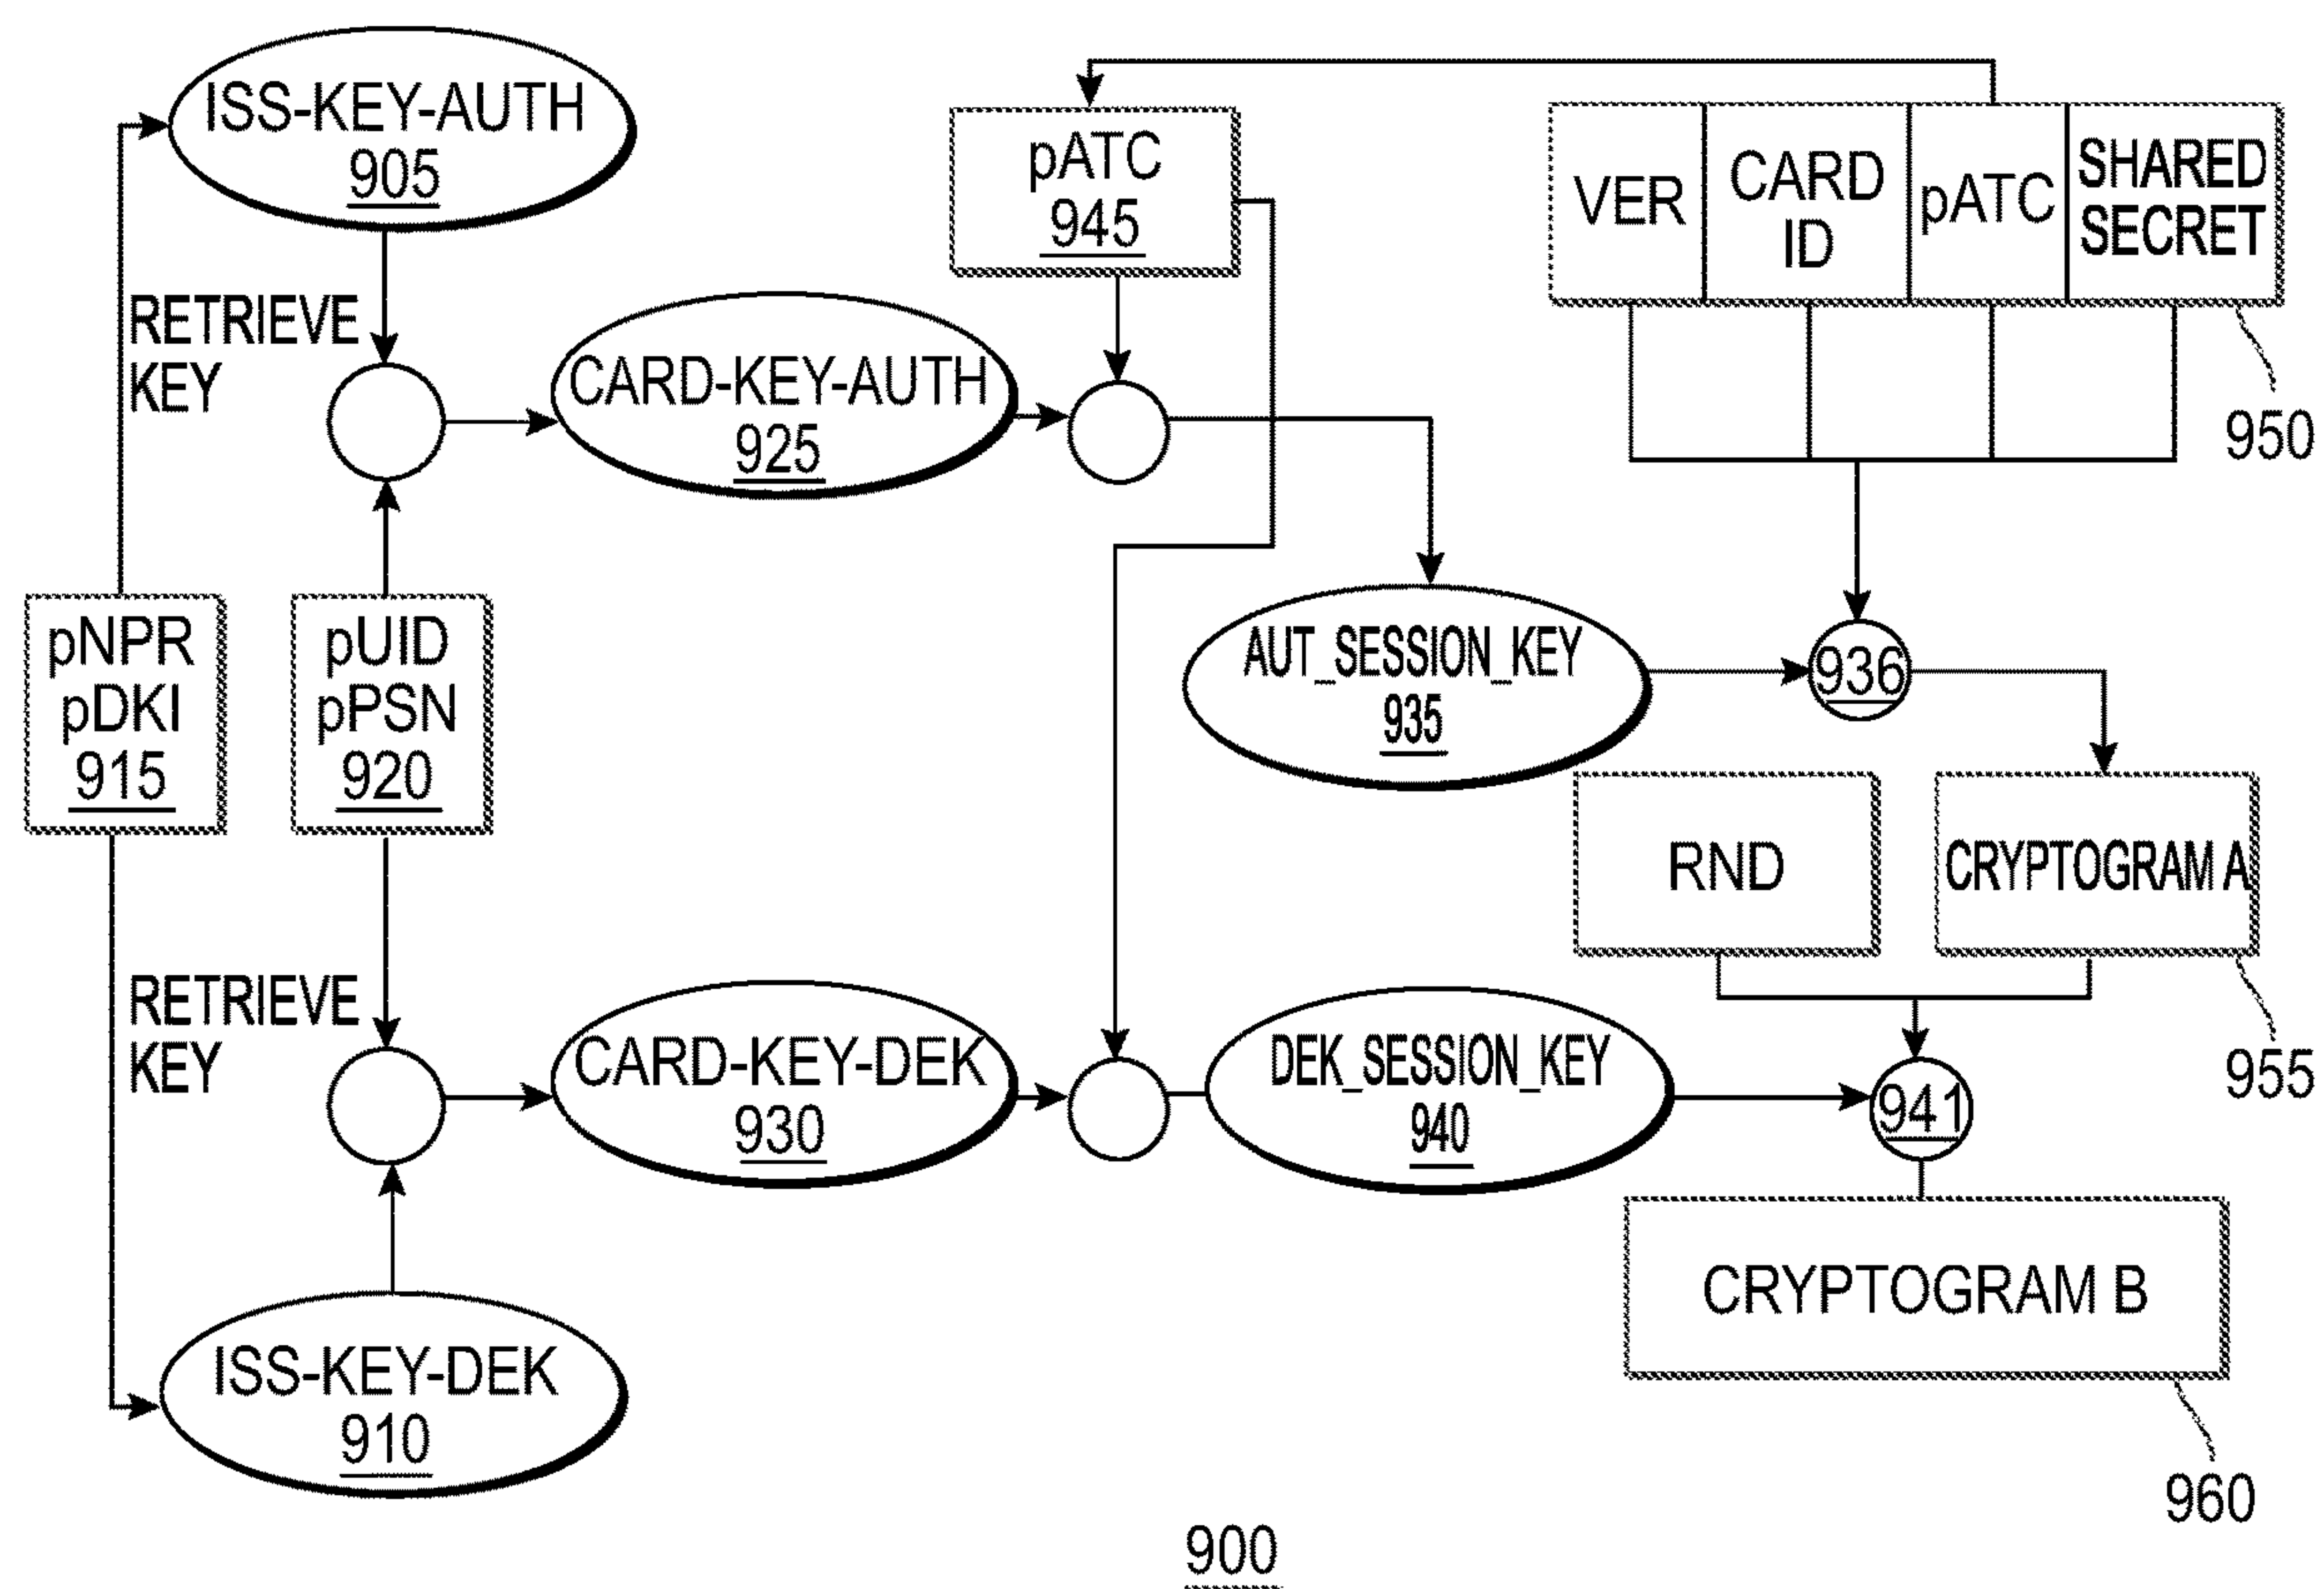 ISS-KEY-AUTH
905
pATC
945
VER
CARD
ID
pATC
SHARED
SECRET
950
RETRIEVE
KEY
CARD-KEY-AUTH
925
pNPR
pDKI
915
pUID
pPSN
920
AUT_SESSION_KEY
935
936
RND
CRYPTOGRAM A
955
RETRIEVE
KEY
CARD-KEY-DEK
930
DEK_SESSION_KEY
940
941
CRYPTOGRAM B
960
ISS-KEY-DEK
910
900